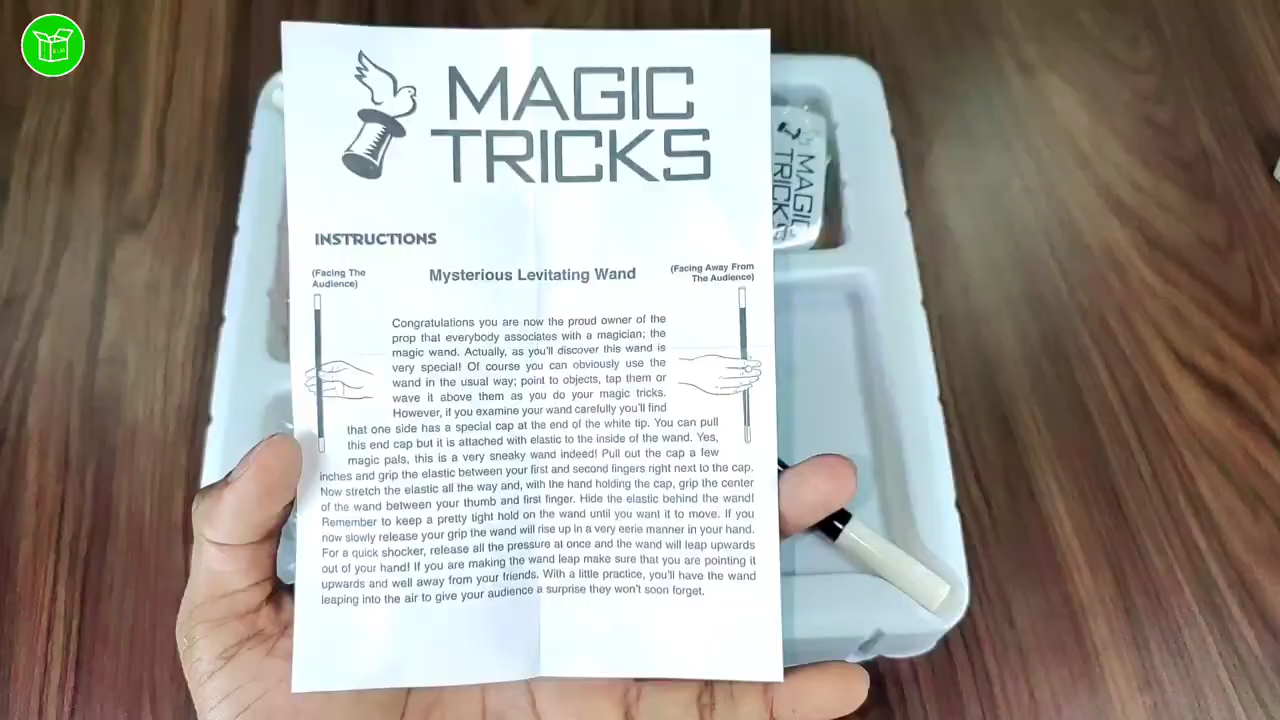 MAGIC
TRICKS
INSTRUCTIONS
(Facing The
Audience)
Mysterious Levitating Wand
(Facing Away From
The Audience)
Congratulations you are now the proud owner of the
prop that everybody associates with a magician; the
magic wand. Actually, as you'll discover this wand is
very special! Of course you can obviously use the
wand in the usual way; point to objects, tap them or
wave it above them as you do your magic tricks.
However, if you examine your wand carefully you'll find
that one side has a special cap at the end of the white tip. You can pull
this end cap but it is attached with elastic to the inside of the wand. Yes,
magic pals, this is a very sneaky wand indeed! Pull out the cap a few
inches and grip the elastic between your first and second fingers right next to the cap.
Now stretch the elastic all the way and, with the hand holding the cap, grip the center
of the wand between your thumb and first finger. Hide the elastic behind the wand!
Remember to keep a pretty tight hold on the wand until you want it to move. If you
now slowly release your grip the wand will rise up in a very eerie manner in your hand.
For a quick shocker, release all the pressure at once and the wand will leap upwards
out of your hand! If you are making the wand leap make sure that you are pointing it
upwards and well away from your friends. With a little practice, you'll have the wand
leaping into the air to give your audience a surprise they won't soon forget.
MAGIC
TRICKS